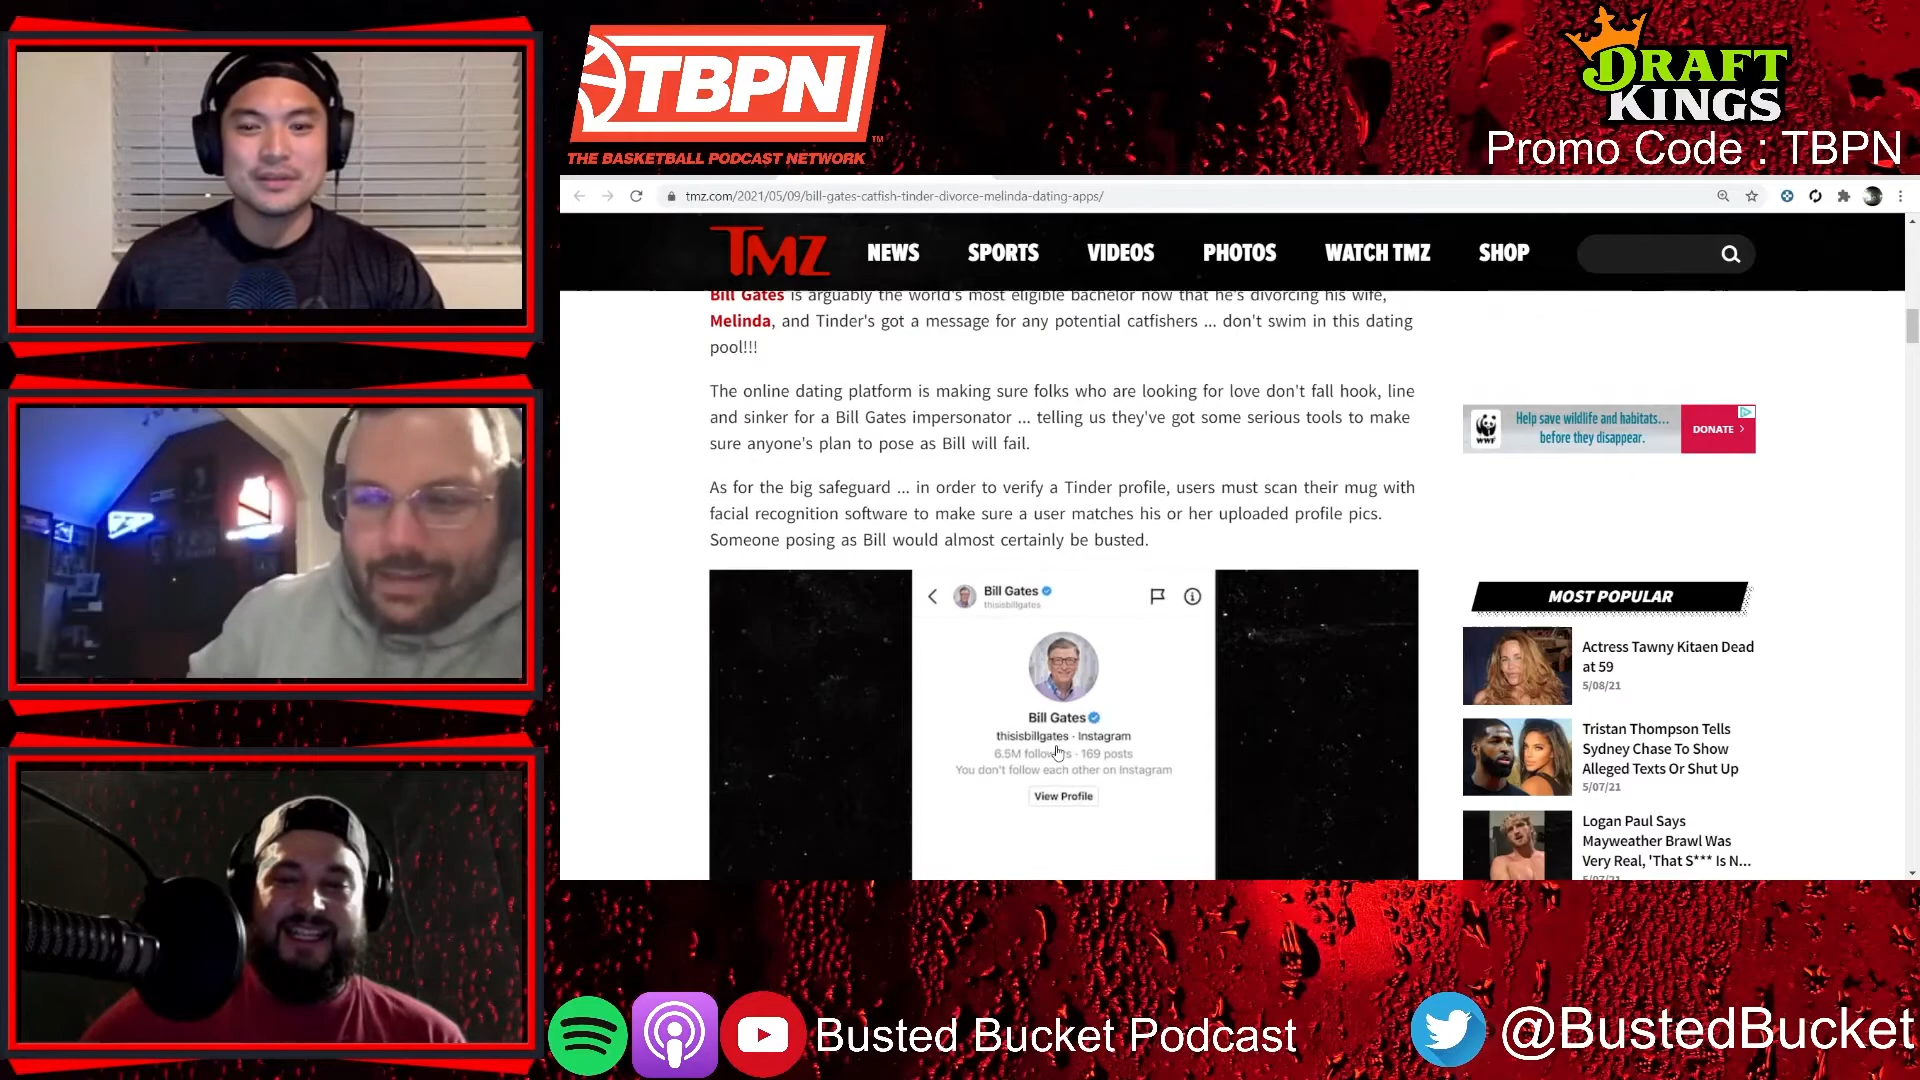 TBPN
TM
THE BASKETBALL PODCAST NETWORK
DRAFT
KINGS
Promo Code : TBPN
tmz.com/2021/05/09/bill-gates-catfish-tinder-divorce-melinda-dating-apps/
TMZ
NEWS
SPORTS
VIDEOS
PHOTOS
WATCH TMZ
SHOP
Bill Gates is arguably the world's most eligible bachelor now that he's divorcing his wife,
Melinda, and Tinder's got a message for any potential catfishers ... don't swim in this dating
pool!!!
The online dating platform is making sure folks who are looking for love don't fall hook, line
and sinker for a Bill Gates impersonator ... telling us they've got some serious tools to make
sure anyone's plan to pose as Bill will fail.
As for the big safeguard ... in order to verify a Tinder profile, users must scan their mug with
facial recognition software to make sure a user matches his or her uploaded profile pics.
Someone posing as Bill would almost certainly be busted.
Bill Gates
thisisbillgates
Bill Gates
thisisbillgates · Instagram
6.5M followers · 169 posts
You don't follow each other on Instagram
View Profile
WWF
Help save wildlife and habitats...
before they disappear.
DONATE
MOST POPULAR
Actress Tawny Kitaen Dead
at 59
5/08/21
Tristan Thompson Tells
Sydney Chase To Show
Alleged Texts Or Shut Up
5/07/21
Logan Paul Says
Mayweather Brawl Was
Very Real, 'That S*** Is N...
5/07/21
Busted Bucket Podcast
@BustedBucket